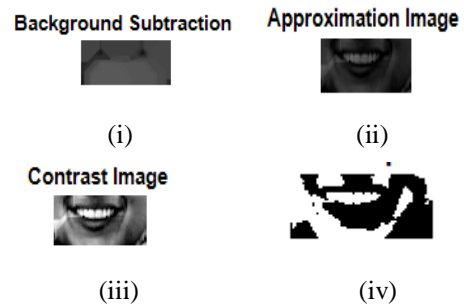 Background Subtraction
Approximation Image
(i)
(ii)
Contrast Image
(iii)
(iv)